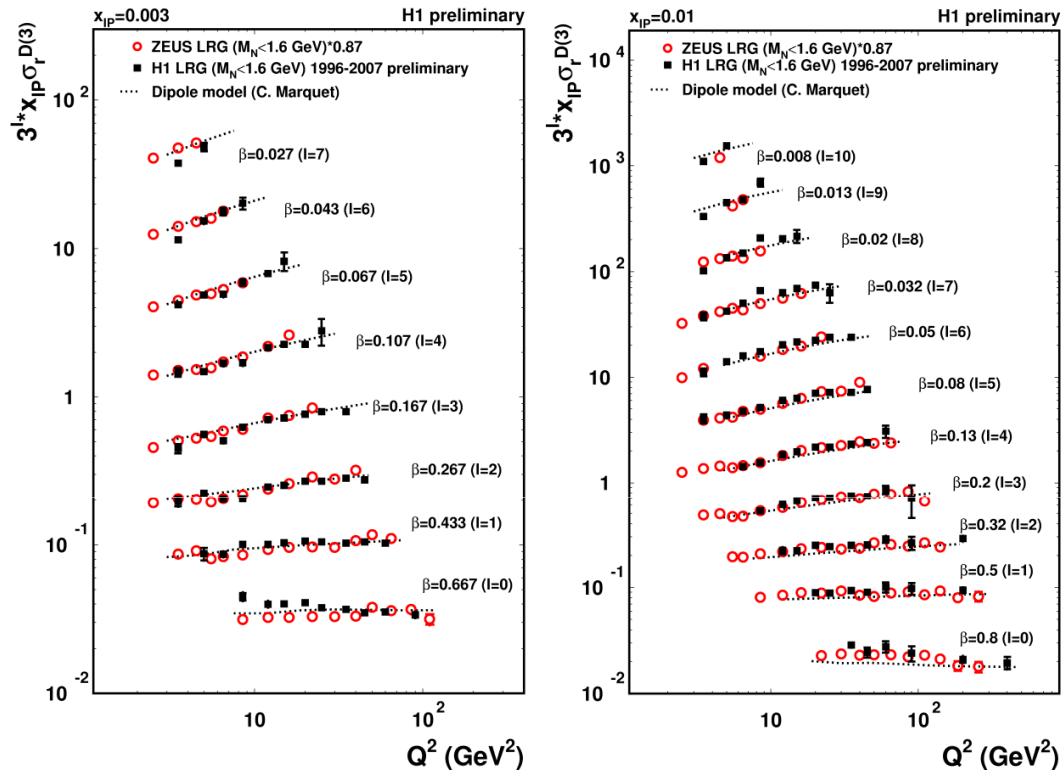 x_IP=0.003 H1 preliminary
ZEUS LRG (M_N<1.6 GeV)*0.87
H1 LRG (M_N<1.6 GeV) 1996-2007 preliminary
Dipole model (C. Marquet)
3^l*x_IPσ_r^D(3)
10^2
10
1
10^-1
10^-2
β=0.027 (l=7)
β=0.043 (l=6)
β=0.067 (l=5)
β=0.107 (l=4)
β=0.167 (l=3)
β=0.267 (l=2)
β=0.433 (l=1)
β=0.667 (l=0)
10 10^2
Q^2 (GeV^2)
x_IP=0.01 H1 preliminary
ZEUS LRG (M_N<1.6 GeV)*0.87
H1 LRG (M_N<1.6 GeV) 1996-2007 preliminary
Dipole model (C. Marquet)
3^l*x_IPσ_r^D(3)
10^4
10^3
10^2
10
1
10^-1
10^-2
β=0.008 (l=10)
β=0.013 (l=9)
β=0.02 (l=8)
β=0.032 (l=7)
β=0.05 (l=6)
β=0.08 (l=5)
β=0.13 (l=4)
β=0.2 (l=3)
β=0.32 (l=2)
β=0.5 (l=1)
β=0.8 (l=0)
10 10^2
Q^2 (GeV^2)